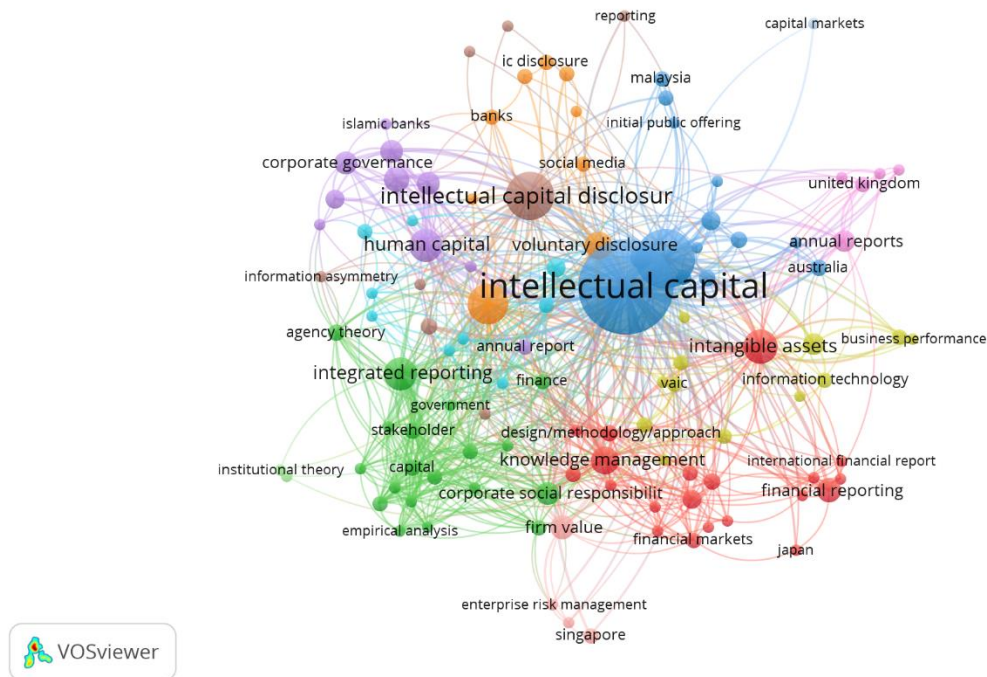 reporting
capital markets
ic disclosure
malaysia
banks
initial public offering
islamic banks
corporate governance
social media
united kingdom
intellectual capital disclosur
human capital
voluntary disclosure
annual reports
australia
information asymmetry
intellectual capital
agency theory
annual report
intangible assets
business performance
integrated reporting
finance
vaic
information technology
government
stakeholder
design/methodology/approach
institutional theory
capital
knowledge management
international financial report
corporate social responsibilit
financial reporting
empirical analysis
firm value
financial markets
japan
enterprise risk management
singapore
VOSviewer